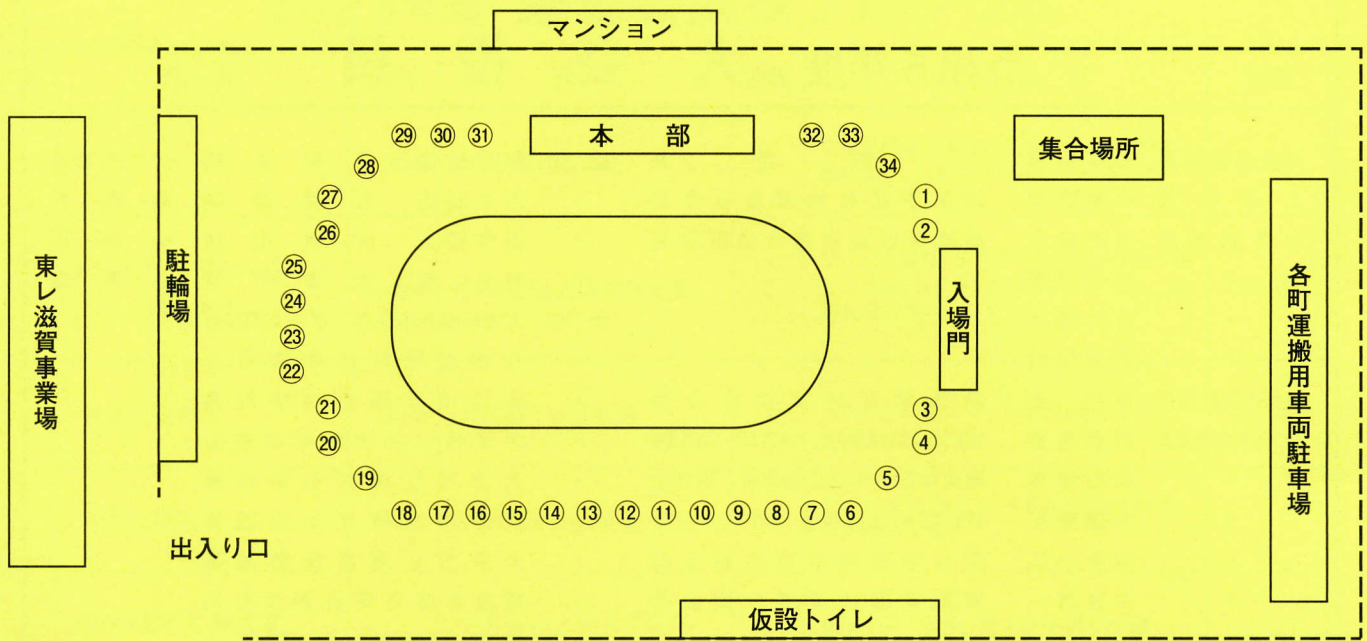 マンション
本 部
集合場所
㉙ ㉚ ㉛ ㉜ ㉝
㉘ ㉞
㉗ ①
㉖ ②
㉕
㉔
㉓
㉒
㉑ ③
⑳ ④
⑲ ⑤
⑱ ⑰ ⑯ ⑮ ⑭ ⑬ ⑫ ⑪ ⑩ ⑨ ⑧ ⑦ ⑥
東レ滋賀事業場
駐輪場
入場門
各町運搬用車両駐車場
出入り口
仮設トイレ